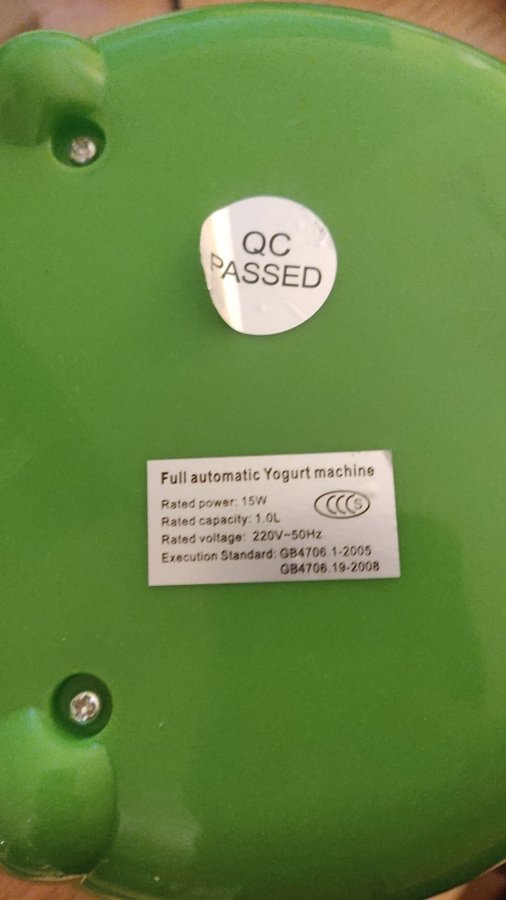 QC
PASSED
Full automatic Yogurt machine
Rated power: 15W
CCC S
Rated capacity: 1.0L
Rated voltage: 220V~50Hz
Execution Standard: GB4706.1-2005
GB4706.19-2008